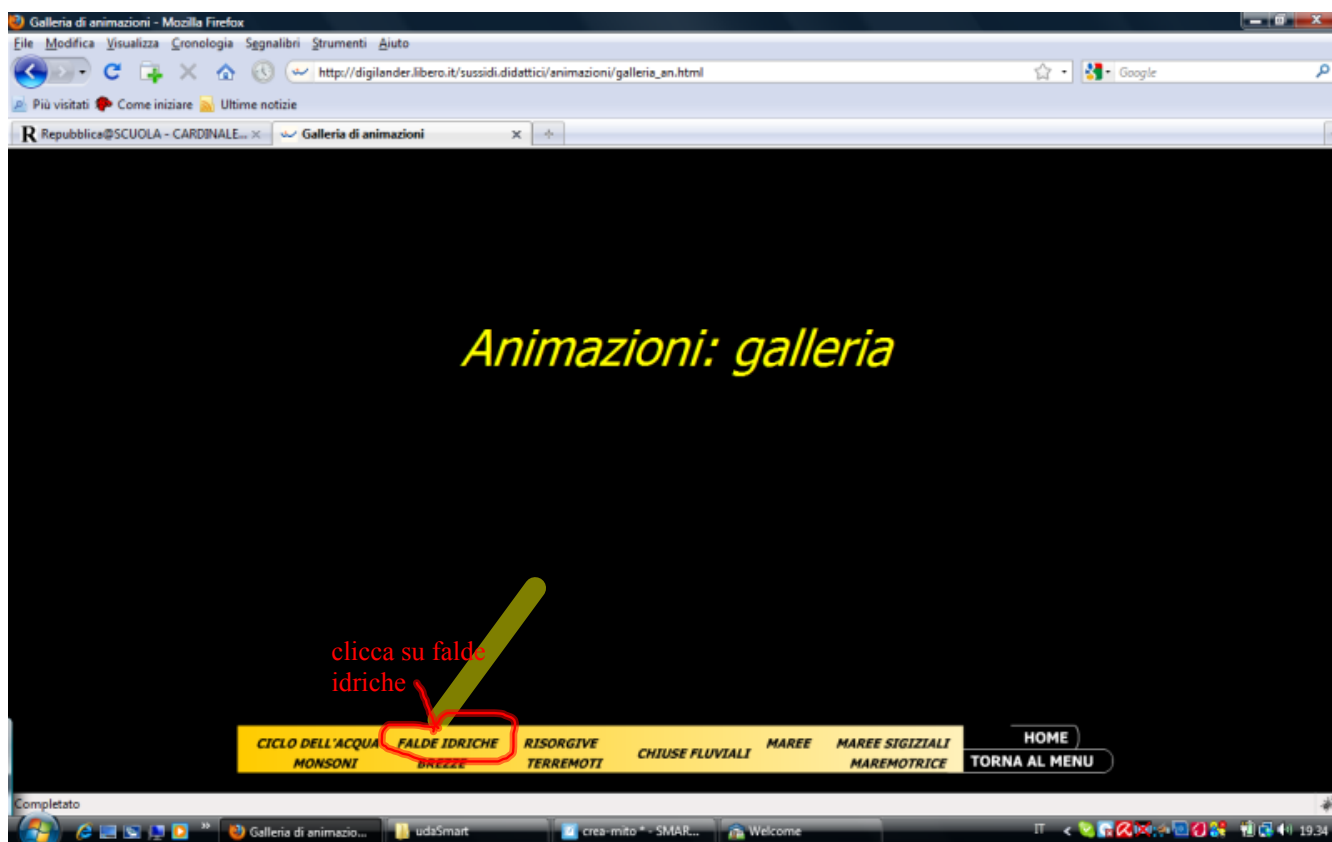 Galleria di animazioni - Mozilla Firefox
File Modifica Visualizza Cronologia Segnalibri Strumenti Aiuto
http://digilander.libero.it/sussidi.didattici/animazioni/galleria_an.html
Google
Più visitati Come iniziare Ultime notizie
Repubblica@SCUOLA - CARDINALE... Galleria di animazioni
Animazioni: galleria
clicca su falde
idriche
CICLO DELL'ACQUA FALDE IDRICHE RISORGIVE CHIUSE FLUVIALI MAREE MAREE SIGIZIALI HOME
MONSONI BREZZE TERREMOTI MAREMOTRICE TORNA AL MENU
Completato
Galleria di animazio... udaSmart crea-mito * - SMAR... Welcome IT 19.34